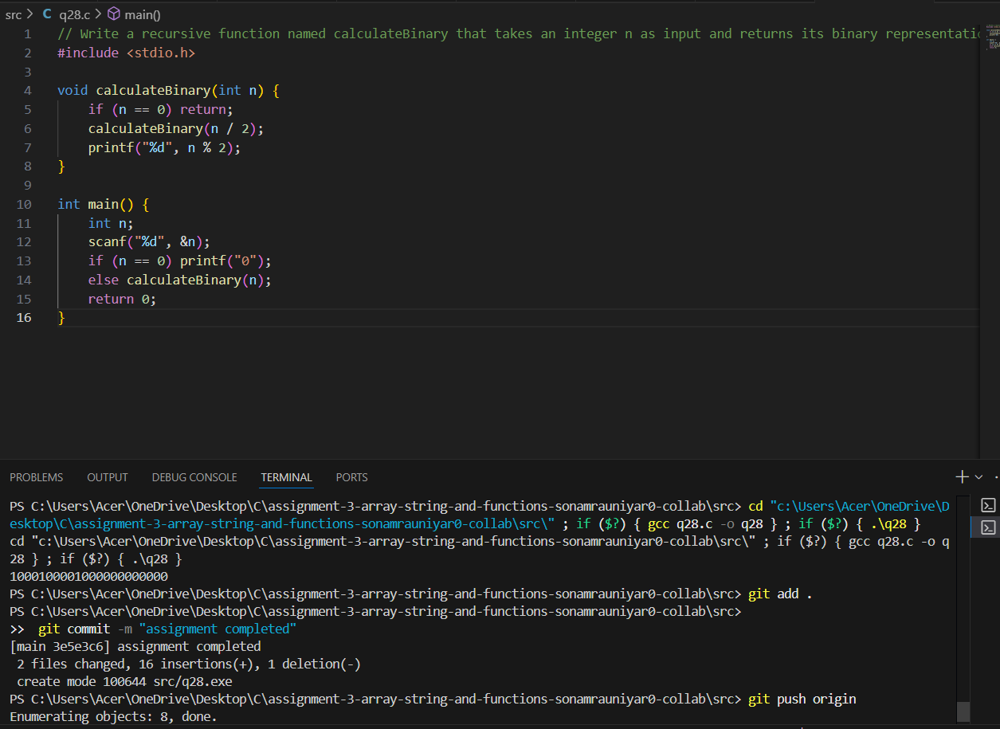 src > C q28.c > main()
1 // Write a recursive function named calculateBinary that takes an integer n as input and returns its binary representatio
2 #include <stdio.h>
3
4 void calculateBinary(int n) {
5     if (n == 0) return;
6     calculateBinary(n / 2);
7     printf("%d", n % 2);
8 }
9
10 int main() {
11     int n;
12     scanf("%d", &n);
13     if (n == 0) printf("0");
14     else calculateBinary(n);
15     return 0;
16 }
PROBLEMS OUTPUT DEBUG CONSOLE TERMINAL PORTS
PS C:\Users\Acer\OneDrive\Desktop\C\assignment-3-array-string-and-functions-sonamrauniyar0-collab\src> cd "c:\Users\Acer\OneDrive\D
esktop\C\assignment-3-array-string-and-functions-sonamrauniyar0-collab\src\" ; if ($?) { gcc q28.c -o q28 } ; if ($?) { .\q28 }
cd "c:\Users\Acer\OneDrive\Desktop\C\assignment-3-array-string-and-functions-sonamrauniyar0-collab\src\" ; if ($?) { gcc q28.c -o q
28 } ; if ($?) { .\q28 }
1000100001000000000000
PS C:\Users\Acer\OneDrive\Desktop\C\assignment-3-array-string-and-functions-sonamrauniyar0-collab\src> git add .
PS C:\Users\Acer\OneDrive\Desktop\C\assignment-3-array-string-and-functions-sonamrauniyar0-collab\src>
>>  git commit -m "assignment completed"
[main 3e5e3c6] assignment completed
 2 files changed, 16 insertions(+), 1 deletion(-)
 create mode 100644 src/q28.exe
PS C:\Users\Acer\OneDrive\Desktop\C\assignment-3-array-string-and-functions-sonamrauniyar0-collab\src> git push origin
Enumerating objects: 8, done.